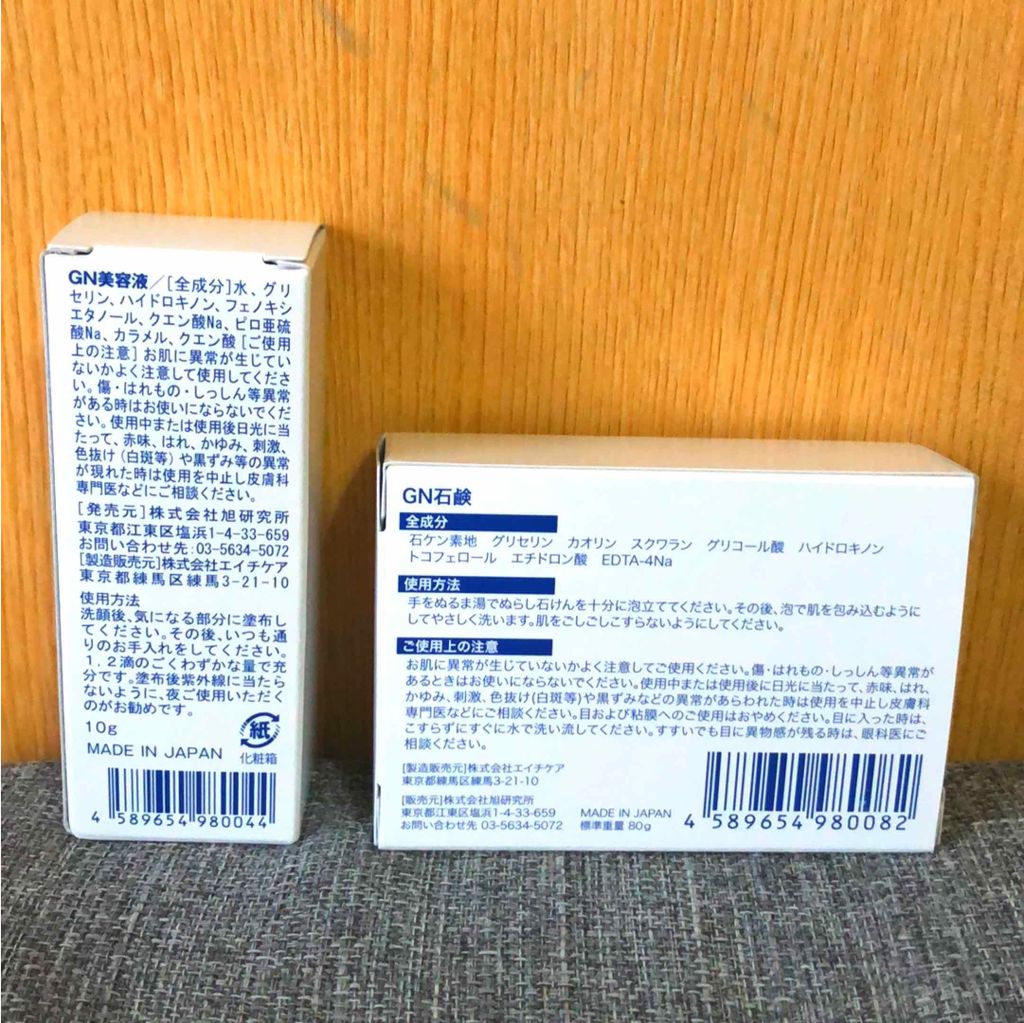 GN美容液／[全成分]水、グリ
セリン、ハイドロキノン、フェノキシ
エタノール、クエン酸Na、ピロ亜硫
酸Na、カラメル、クエン酸 [ご使用
上の注意] お肌に異常が生じてい
ないかよく注意して使用してくださ
い。傷・はれもの・しっしん等異常
がある時はお使いにならないでくだ
さい。使用中または使用後日光に当
たって、赤味、はれ、かゆみ、刺激、
色抜け(白斑等)や黒ずみ等の異常
が現れた時は使用を中止し皮膚科
専門医などにご相談ください。
[発売元]株式会社旭研究所
東京都江東区塩浜1-4-33-659
お問い合わせ先:03-5634-5072
[製造販売元]株式会社エイチケア
東京都練馬区練馬3-21-10
使用方法
洗顔後、気になる部分に塗布し
てください。その後、いつも通
りのお手入れをしてください。
1、2滴のごくわずかな量で充
分です。塗布後紫外線に当たら
ないように、夜ご使用いただく
のがお勧めです。
10g
MADE IN JAPAN
紙
化粧箱
4 589654 980044
GN石鹸
全成分
石ケン素地 グリセリン カオリン スクワラン グリコール酸 ハイドロキノン
トコフェロール エチドロン酸 EDTA-4Na
使用方法
手をぬるま湯でぬらし石けんを十分に泡立ててください。その後、泡で肌を包み込むように
してやさしく洗います。肌をごしごしこすらないようにしてください。
ご使用上の注意
お肌に異常が生じていないかよく注意してご使用ください。傷・はれもの・しっしん等異常が
あるときはお使いにならないでください。使用中または使用後に日光に当たって、赤味、はれ、
かゆみ、刺激、色抜け(白斑等)や黒ずみなどの異常があらわれた時は使用を中止し皮膚科
専門医などにご相談ください。目および粘膜へのご使用はおやめください。目に入った時は、
こすらずにすぐに水で洗い流してください。すすいでも目に異物感が残る時は、眼科医にご
相談ください。
[製造販売元]株式会社エイチケア
東京都練馬区練馬3-21-10
[販売元]株式会社旭研究所
東京都江東区塩浜1-4-33-659
お問い合わせ 03-5634-5072
MADE IN JAPAN
標準重量 80g
4 589654 980082